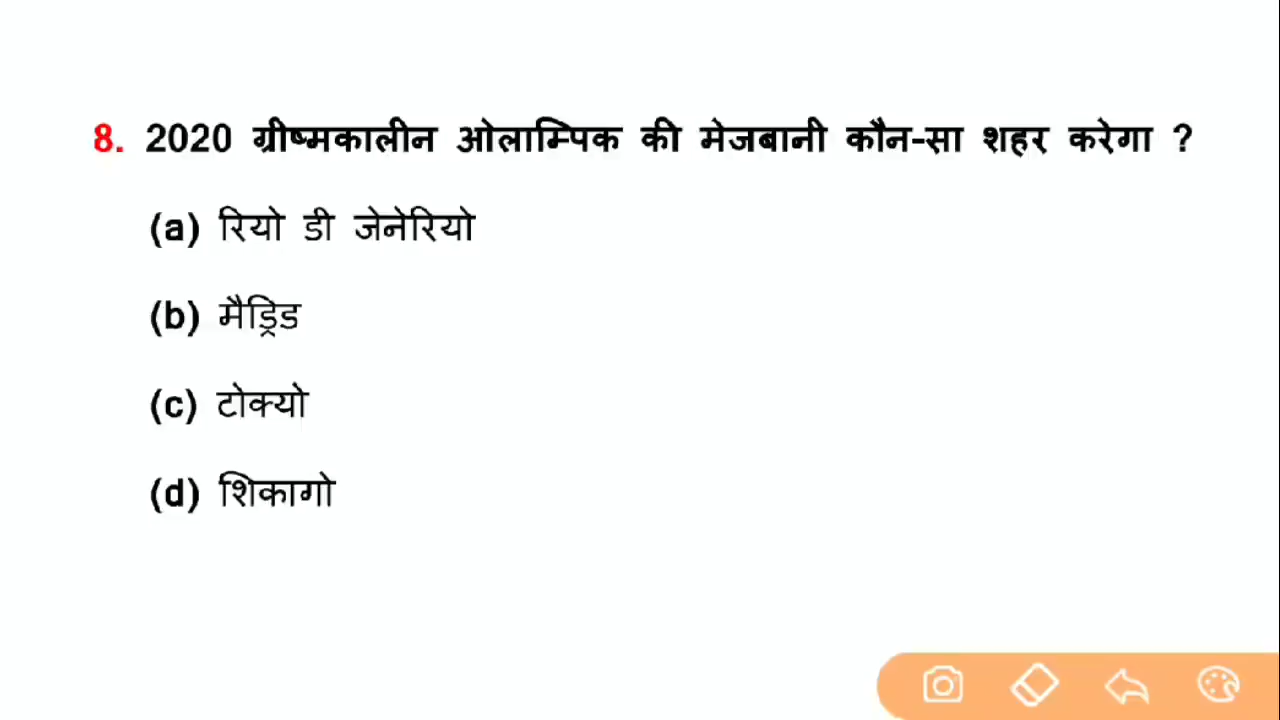 8. 2020 ग्रीष्मकालीन ओलाम्पिक की मेजबानी कौन-सा शहर करेगा ?
(a) रियो डी जेनेरियो
(b) मैड्रिड
(c) टोक्यो
(d) शिकागो